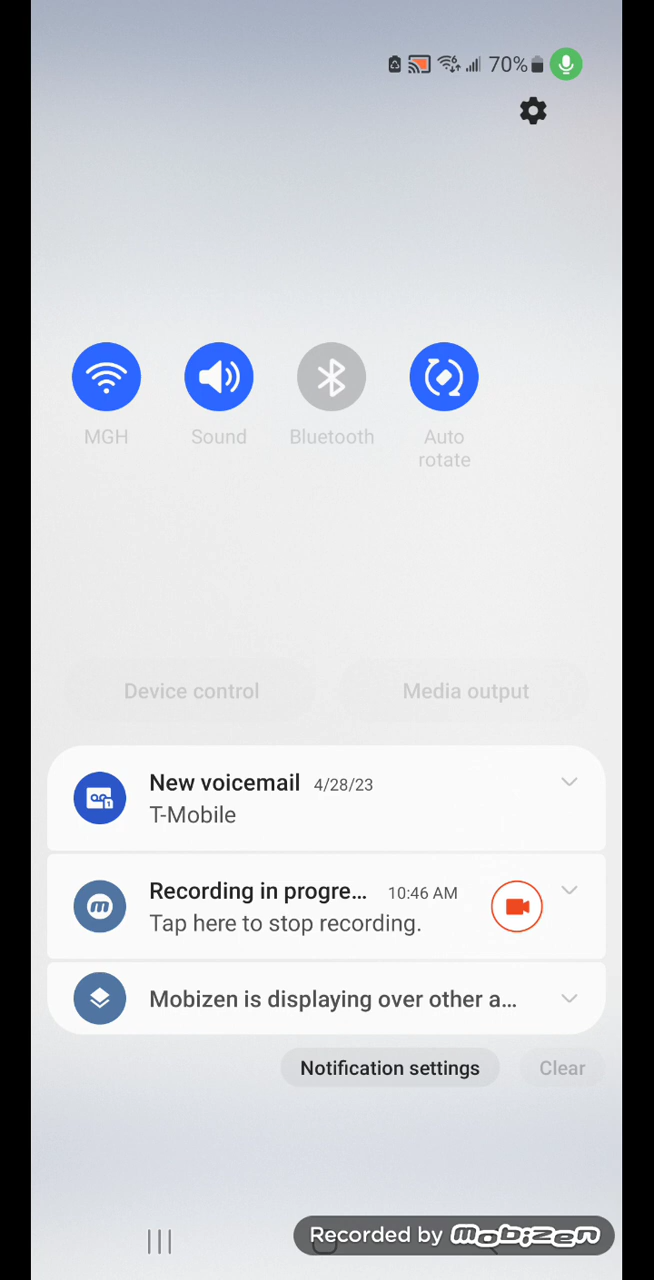 70%
MGH
Sound
Bluetooth
Auto
rotate
Device control
Media output
New voicemail 4/28/23
T-Mobile
Recording in progre... 10:46 AM
Tap here to stop recording.
Mobizen is displaying over other a...
Notification settings
Clear
Recorded by mobizen